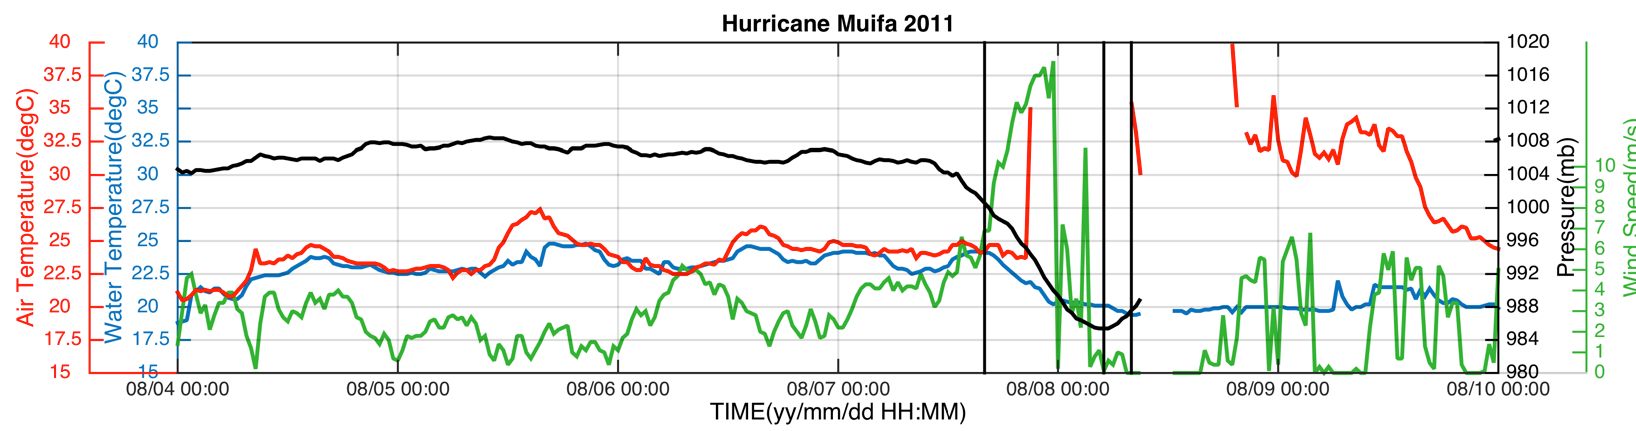 Hurricane Muifa 2011
40 40 1020
37.5 37.5 1016
35 35 1012
32.5 32.5 1008
30 30 1004 10
27.5 27.5 1000 9
25 25 996 8
22.5 22.5 992 7
20 20 988 6
17.5 17.5 984 5
15 15 980 4
3
2
1
0
Air Temperature(degC)
Water Temperature(degC)
Pressure(mb)
Wind Speed(m/s)
08/04 00:00 08/05 00:00 08/06 00:00 08/07 00:00 08/08 00:00 08/09 00:00 08/10 00:00
TIME(yy/mm/dd HH:MM)